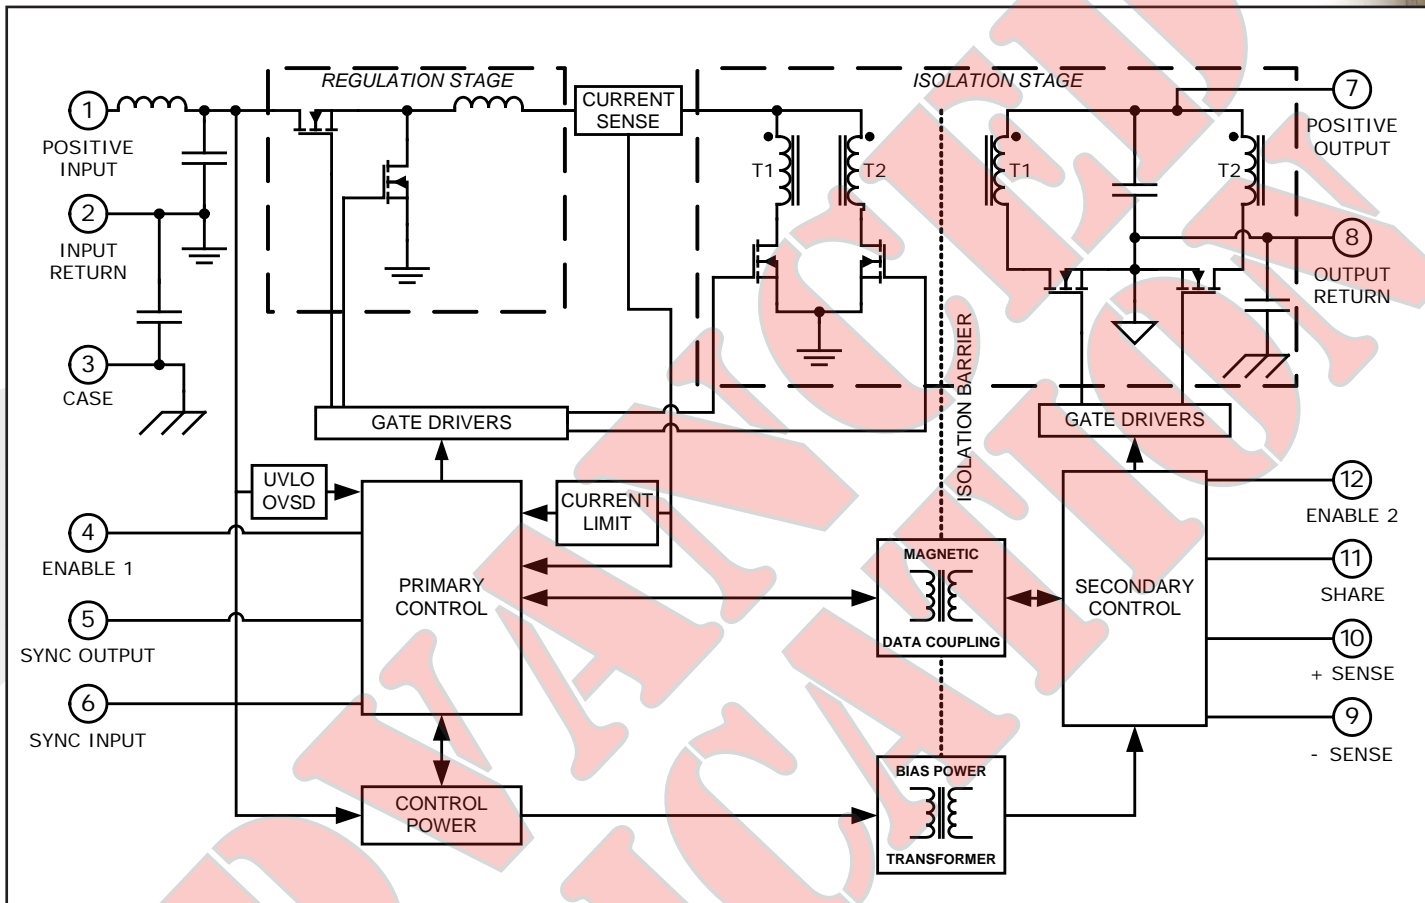 REGULATION STAGE
ISOLATION STAGE
1
POSITIVE
INPUT
2
INPUT
RETURN
3
CASE
CURRENT
SENSE
T1
T2
T1
T2
7
POSITIVE
OUTPUT
8
OUTPUT
RETURN
ISOLATION BARRIER
GATE DRIVERS
GATE DRIVERS
UVLO
OVSD
CURRENT
LIMIT
4
ENABLE 1
5
SYNC OUTPUT
6
SYNC INPUT
PRIMARY
CONTROL
MAGNETIC
DATA COUPLING
SECONDARY
CONTROL
12
ENABLE 2
11
SHARE
10
+ SENSE
9
- SENSE
CONTROL
POWER
BIAS POWER
TRANSFORMER